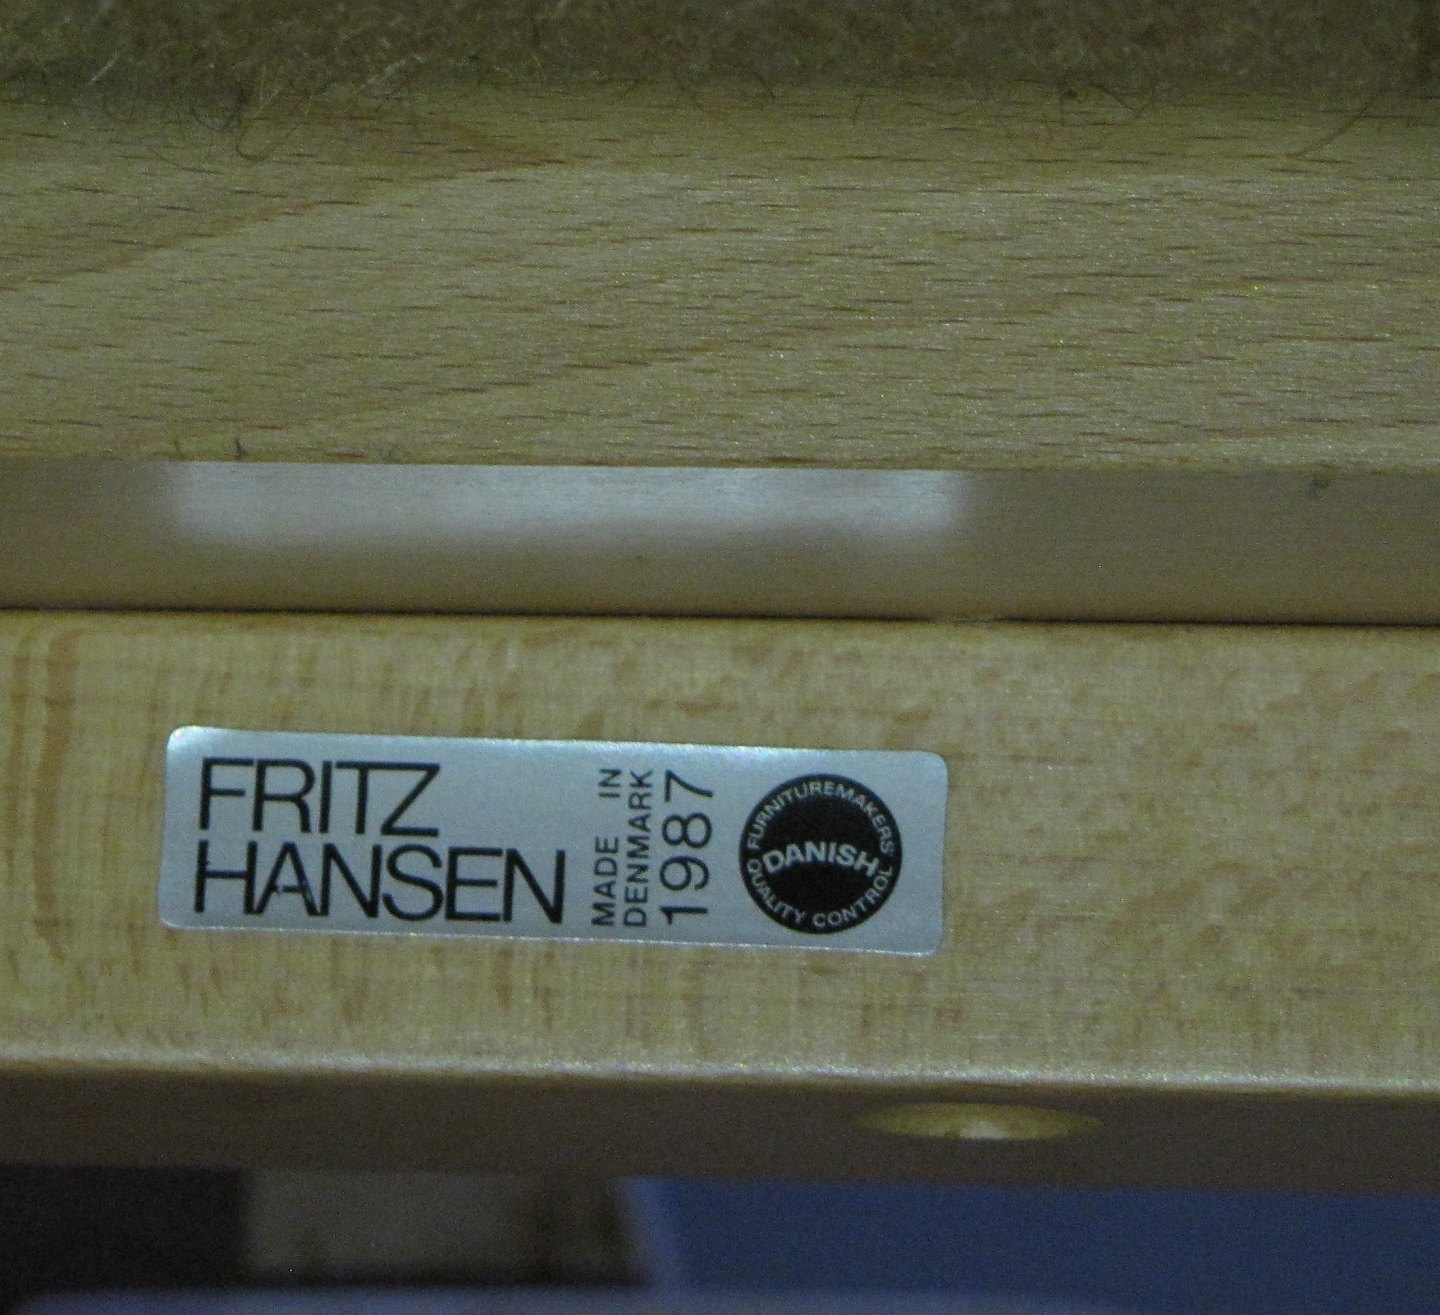 FRITZ
HANSEN
MADE IN
DENMARK
1987
FURNITUREMAKERS'
DANISH
QUALITY CONTROL